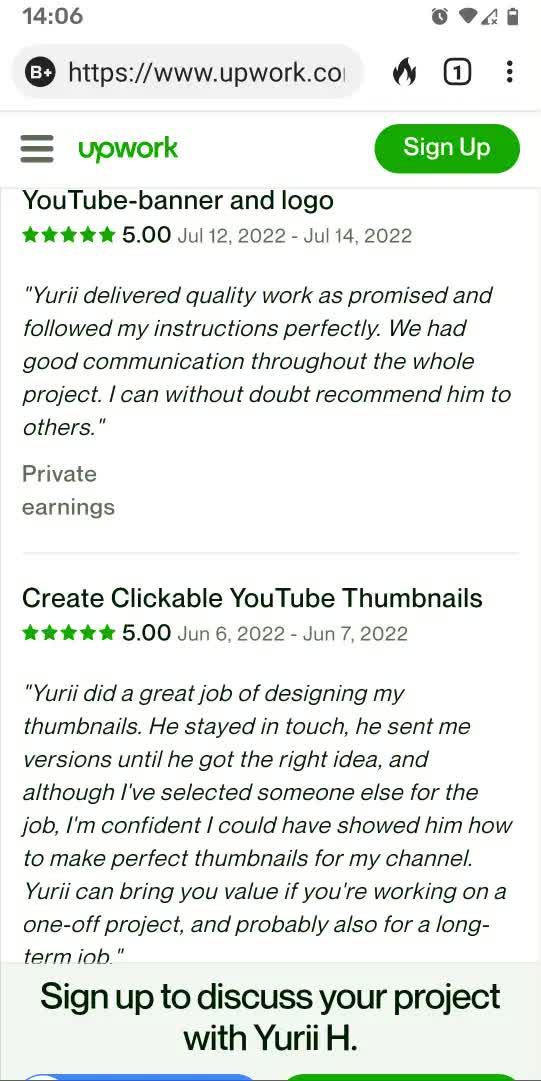 14:06
B+ https://www.upwork.co
1
upwork
Sign Up
YouTube-banner and logo
5.00 Jul 12, 2022 - Jul 14, 2022
"Yurii delivered quality work as promised and
followed my instructions perfectly. We had
good communication throughout the whole
project. I can without doubt recommend him to
others."
Private
earnings
Create Clickable YouTube Thumbnails
5.00 Jun 6, 2022 - Jun 7, 2022
"Yurii did a great job of designing my
thumbnails. He stayed in touch, he sent me
versions until he got the right idea, and
although I've selected someone else for the
job, I'm confident I could have showed him how
to make perfect thumbnails for my channel.
Yurii can bring you value if you're working on a
one-off project, and probably also for a long-
term job."
Sign up to discuss your project
with Yurii H.